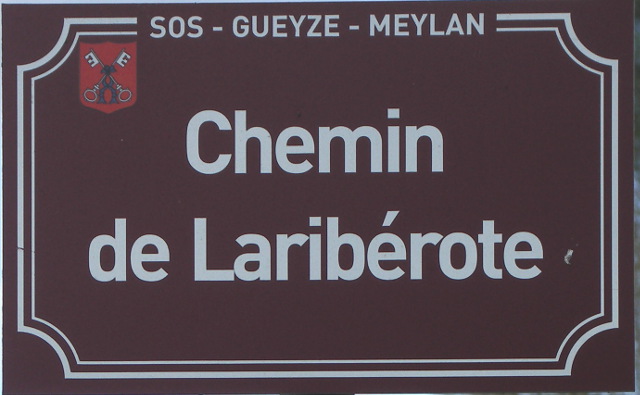 SOS - GUEYZE - MEYLAN
Chemin
de Laribérote